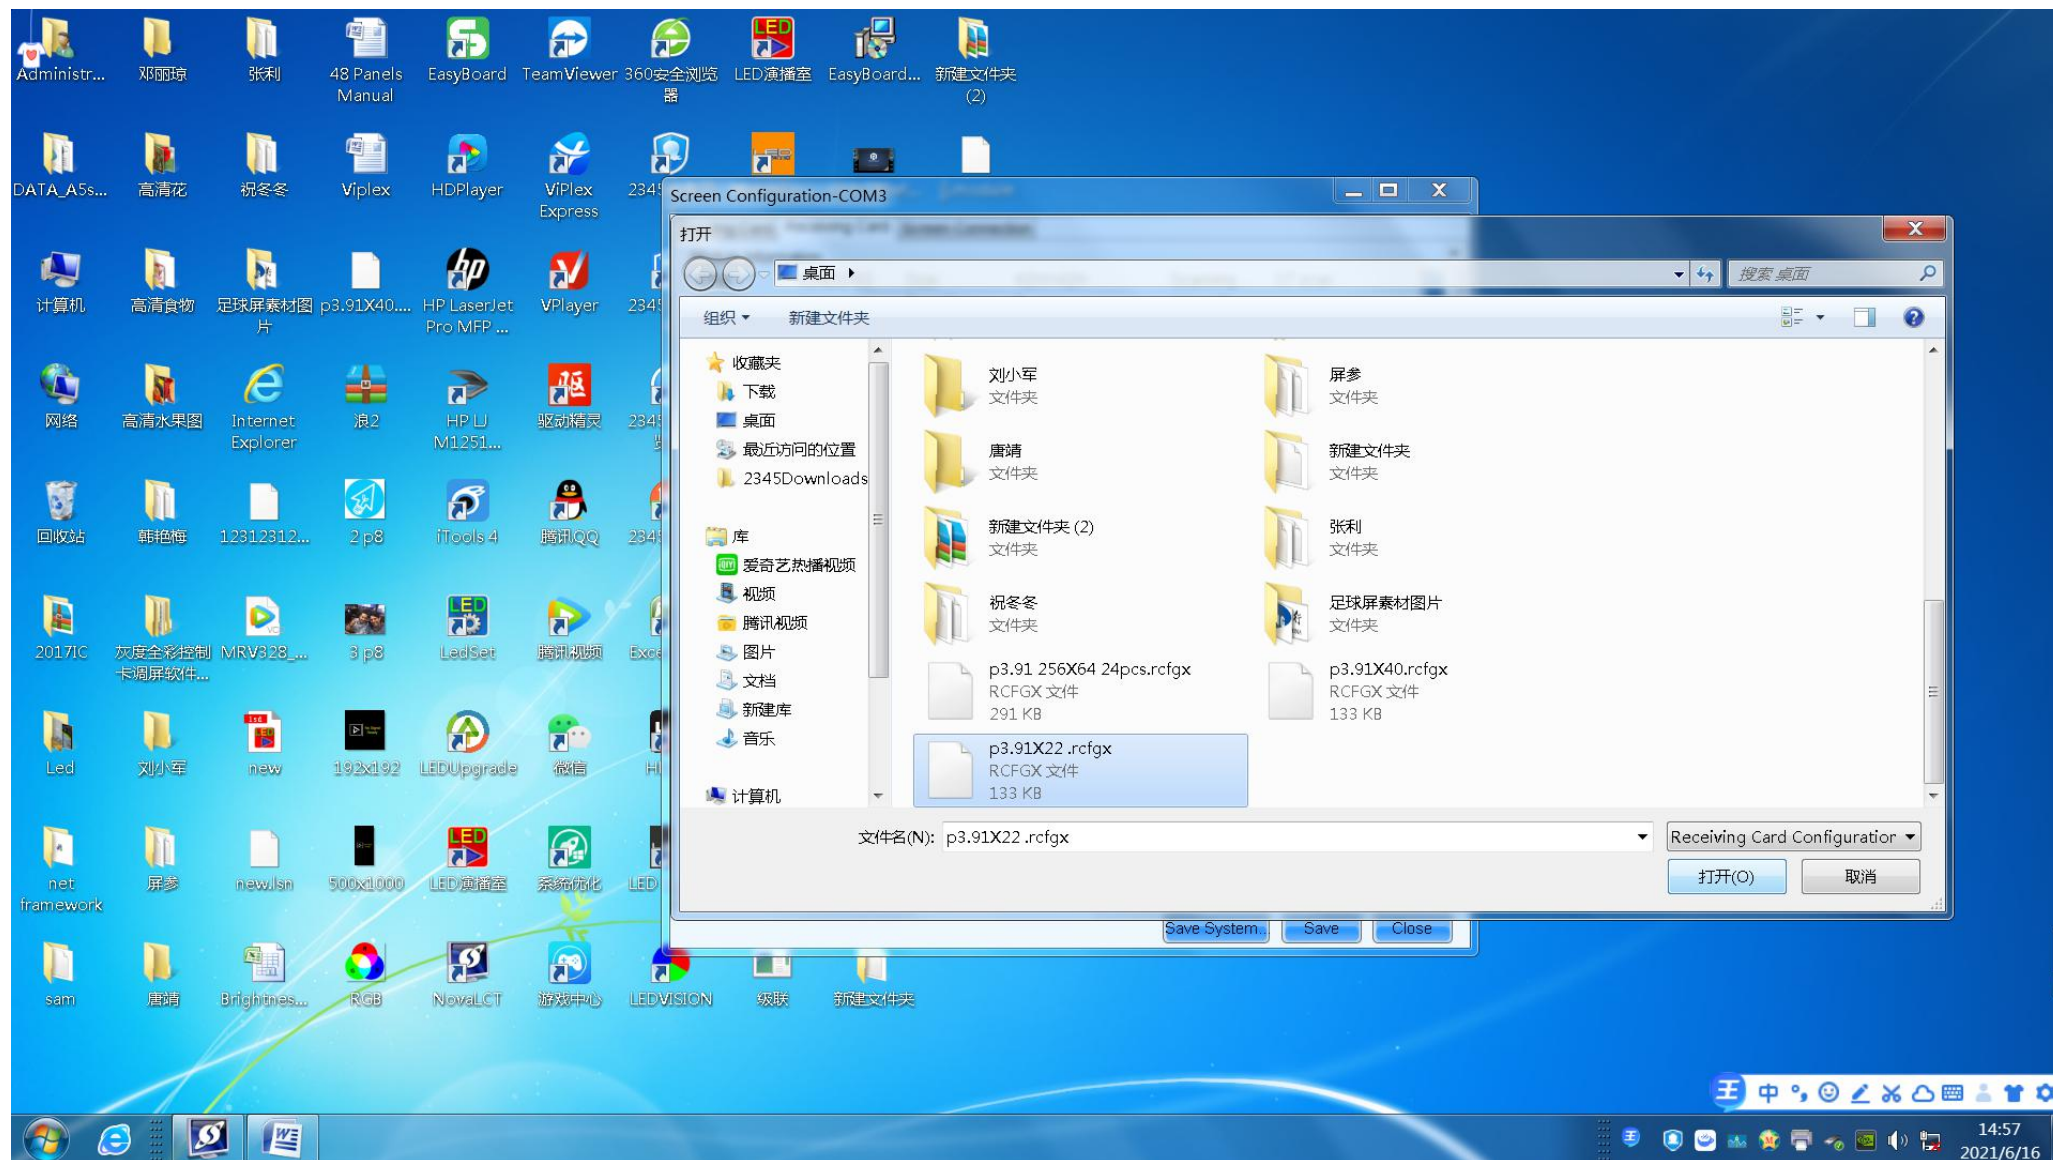 Administr...
邓丽琼
张利
48 Panels
Manual
EasyBoard
TeamViewer
360安全浏览
器
LED演播室
EasyBoard...
新建文件夹
(2)
DATA_A5s...
高清花
祝冬冬
Viplex
HDPlayer
ViPlex
Express
2345
计算机
高清食物
足球屏素材图
片
p3.91X40....
HP LaserJet
Pro MFP ...
VPlayer
2345
网络
高清水果图
Internet
Explorer
浪2
HP LJ
M1251...
驱动精灵
2345
回收站
韩艳梅
12312312...
2 p8
iTools 4
腾讯QQ
2345
2017IC
灰度全彩控制
卡调屏软件...
MRV328_...
3 p8
LedSet
腾讯视频
Exce
Led
刘小军
new
192x192
LEDUpgrade
微信
net
framework
屏参
new.lsn
500x1000
LED演播室
系统优化
LED
sam
唐靖
Brightnes...
RGB
NovaLCT
游戏中心
LEDVISION
级联
新建文件夹
Screen Configuration-COM3
打开
桌面
搜索 桌面
组织
新建文件夹
收藏夹
下载
桌面
最近访问的位置
2345Downloads
库
爱奇艺热播视频
视频
腾讯视频
图片
文档
新建库
音乐
计算机
刘小军
文件夹
屏参
文件夹
唐靖
文件夹
新建文件夹
文件夹
新建文件夹 (2)
文件夹
张利
文件夹
祝冬冬
文件夹
足球屏素材图片
文件夹
p3.91 256X64 24pcs.rcfgx
RCFGX 文件
291 KB
p3.91X40.rcfgx
RCFGX 文件
133 KB
p3.91X22 .rcfgx
RCFGX 文件
133 KB
文件名(N): p3.91X22 .rcfgx
Receiving Card Configuration
打开(O)
取消
Save System..
Save
Close
王 中
14:57
2021/6/16